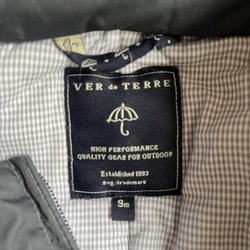 VER de TERRE
HIGH PERFORMANCE
QUALITY GEAR FOR OUTDOOR
Established 1993
Reg.trademark
9m